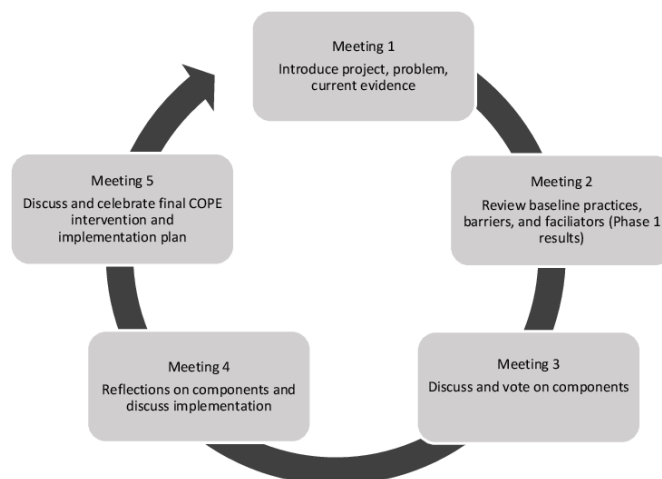 Meeting 1
Introduce project, problem,
current evidence
Meeting 2
Review baseline practices,
barriers, and faciliators (Phase 1
results)
Meeting 3
Discuss and vote on components
Meeting 4
Reflections on components and
discuss implementation
Meeting 5
Discuss and celebrate final COPE
intervention and
implementation plan